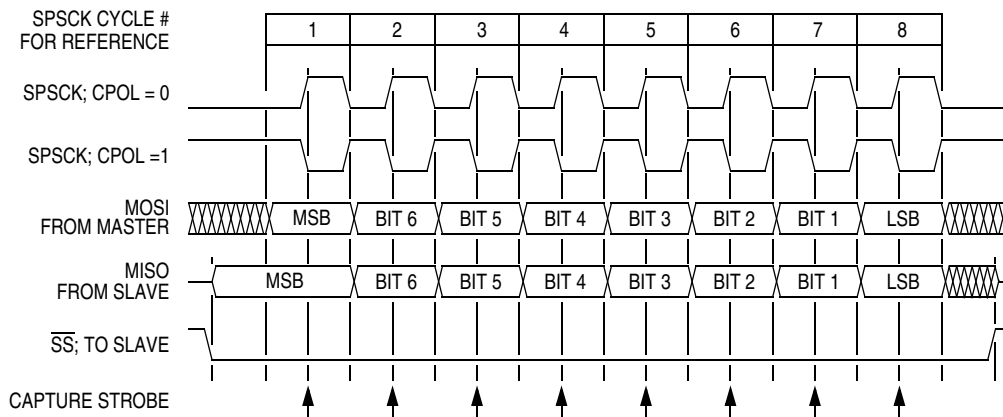 SPSCK CYCLE #
FOR REFERENCE
1 2 3 4 5 6 7 8
SPSCK; CPOL = 0
SPSCK; CPOL =1
MOSI
FROM MASTER
MSB BIT 6 BIT 5 BIT 4 BIT 3 BIT 2 BIT 1 LSB
MISO
FROM SLAVE
MSB BIT 6 BIT 5 BIT 4 BIT 3 BIT 2 BIT 1 LSB
SS; TO SLAVE
CAPTURE STROBE